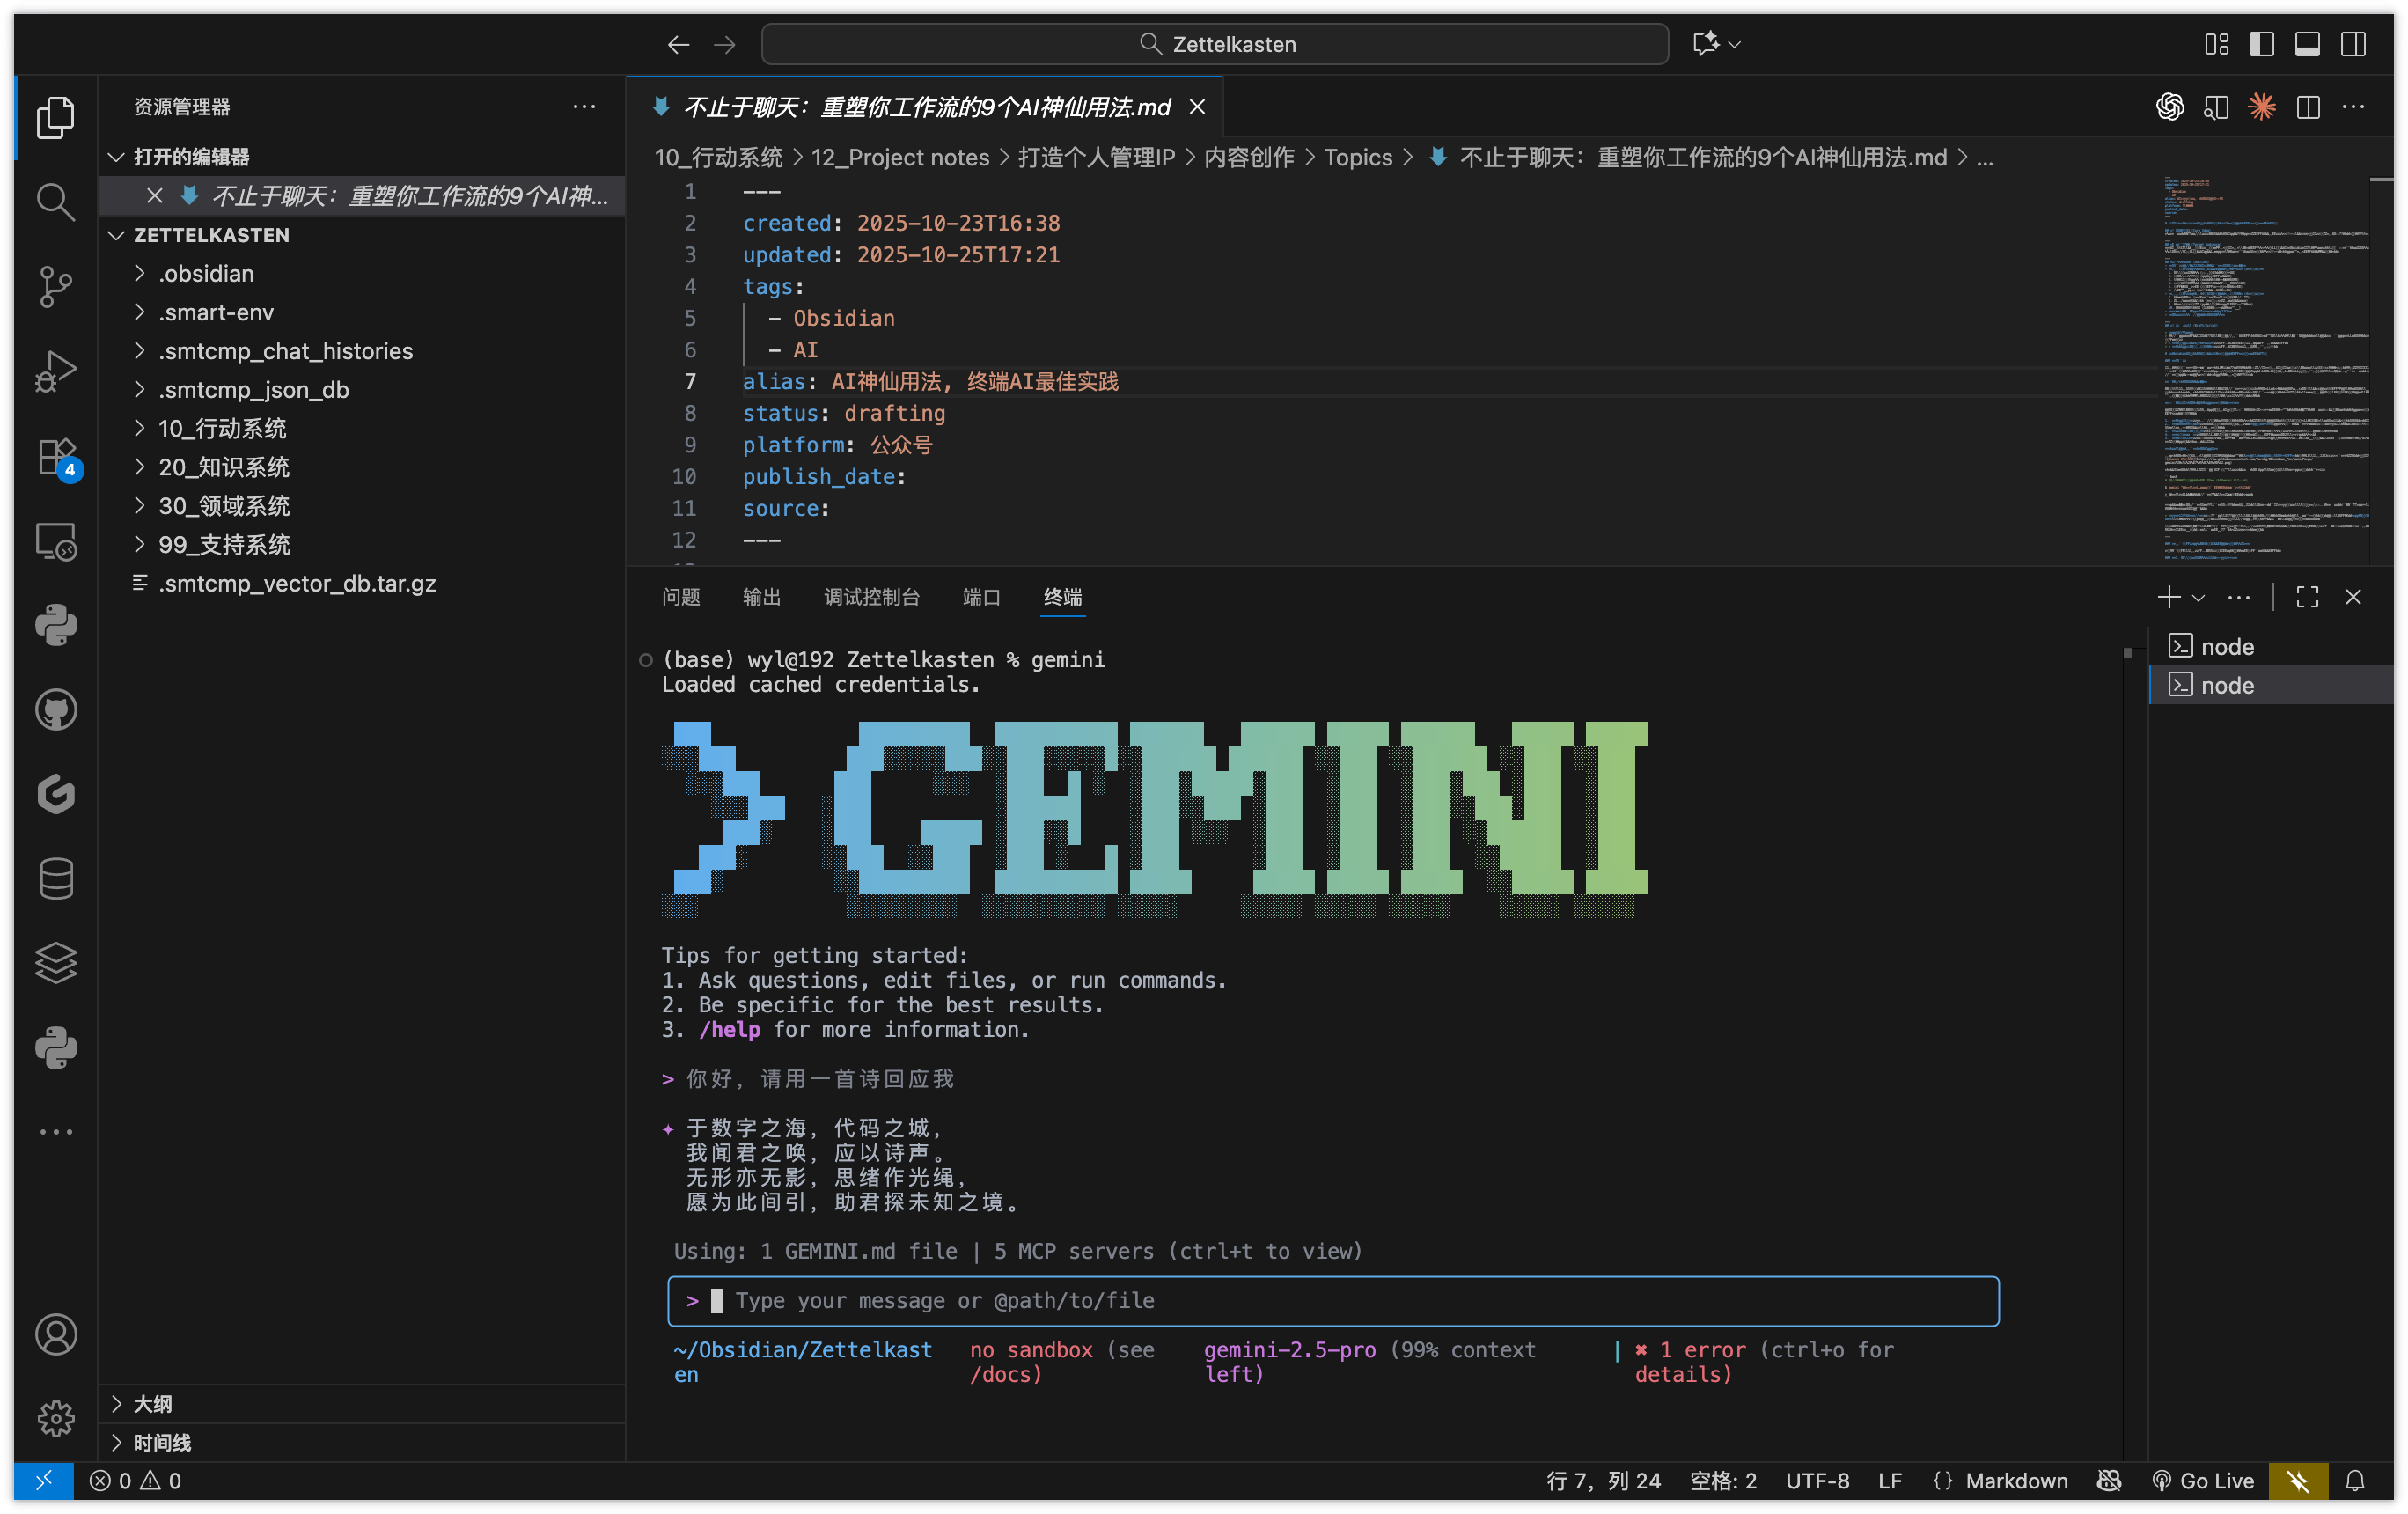 Zettelkasten
资源管理器
打开的编辑器
不止于聊天：重塑你工作流的9个AI神...
ZETTELKASTEN
.obsidian
.smart-env
.smtcmp_chat_histories
.smtcmp_json_db
10_行动系统
20_知识系统
30_领域系统
99_支持系统
.smtcmp_vector_db.tar.gz
大纲
时间线
4
不止于聊天：重塑你工作流的9个AI神仙用法.md
10_行动系统 > 12_Project notes > 打造个人管理IP > 内容创作 > Topics > 不止于聊天：重塑你工作流的9个AI神仙用法.md > ...
1 ---
2 created: 2025-10-23T16:38
3 updated: 2025-10-25T17:21
4 tags:
5 - Obsidian
6 - AI
7 alias: AI神仙用法, 终端AI最佳实践
8 status: drafting
9 platform: 公众号
10 publish_date:
11 source:
12 ---
问题 输出 调试控制台 端口 终端
node
node
(base) wyl@192 Zettelkasten % gemini
Loaded cached credentials.
> GEMINI
Tips for getting started:
1. Ask questions, edit files, or run commands.
2. Be specific for the best results.
3. /help for more information.
> 你好，请用一首诗回应我
✦ 于数字之海，代码之城，
我闻君之唤，应以诗声。
无形亦无影，思绪作光绳，
愿为此间引，助君探未知之境。
Using: 1 GEMINI.md file | 5 MCP servers (ctrl+t to view)
> Type your message or @path/to/file
~/Obsidian/Zettelkast no sandbox (see gemini-2.5-pro (99% context | ✖ 1 error (ctrl+o for
en /docs) left) details)
0 0 行 7，列 24 空格: 2 UTF-8 LF {} Markdown Go Live